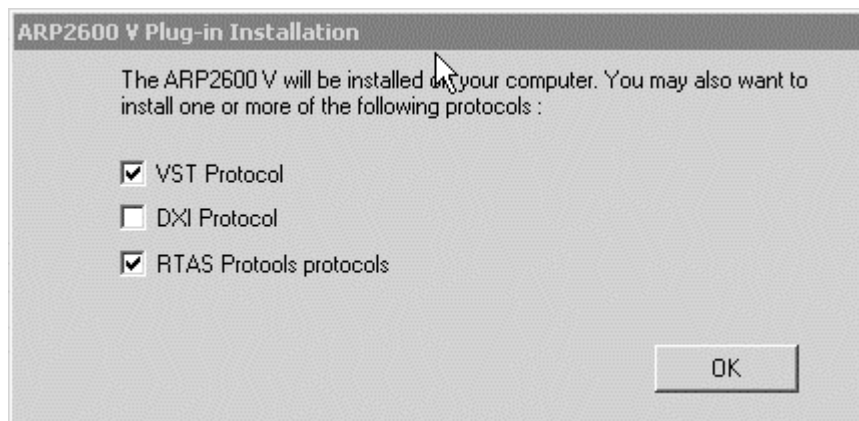 ARP2600 V Plug-in Installation
The ARP2600 V will be installed on your computer. You may also want to
install one or more of the following protocols :
VST Protocol
DXI Protocol
RTAS Protools protocols
OK